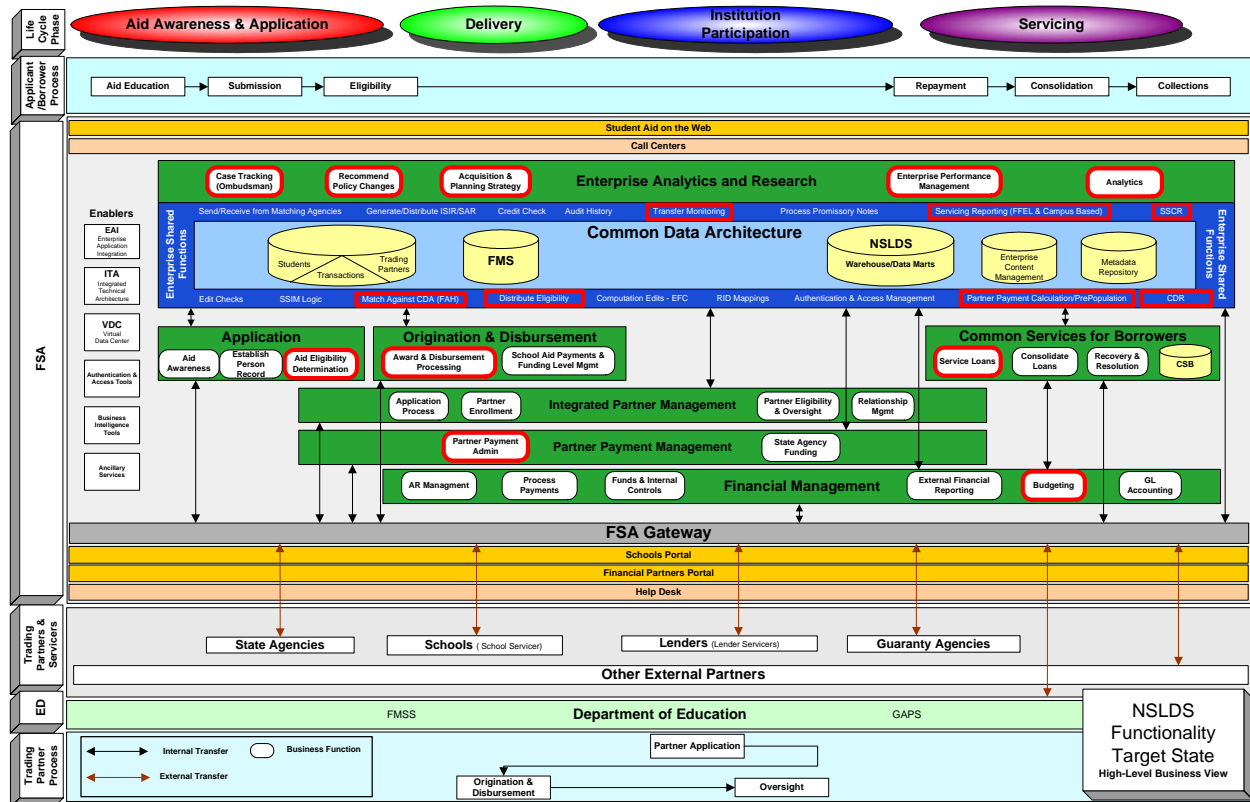 Life
Cycle
Phase
Aid Awareness & Application
Delivery
Institution
Participation
Servicing
Applicant
/Borrower
Process
Aid Education
Submission
Eligibility
Repayment
Consolidation
Collections
FSA
Student Aid on the Web
Call Centers
Case Tracking
(Ombudsman)
Recommend
Policy Changes
Acquisition &
Planning Strategy
Enterprise Analytics and Research
Enterprise Performance
Management
Analytics
Enablers
EAI
Enterprise
Application
Integration
ITA
Integrated
Technical
Architecture
VDC
Virtual
Data Center
Authentication &
Access Tools
Business
Intelligence
Tools
Ancillary
Services
Enterprise Shared
Functions
Send/Receive from Matching Agencies
Generate/Distribute ISIR/SAR
Credit Check
Audit History
Transfer Monitoring
Process Promissory Notes
Servicing Reporting (FFEL & Campus Based)
SSCR
Enterprise Shared
Functions
Common Data Architecture
Students
Transactions
Trading
Partners
FMS
NSLDS
Warehouse/Data Marts
Enterprise
Content
Management
Metadata
Repository
Edit Checks
SSIM Logic
Match Against CDA (FAH)
Distribute Eligibility
Computation Edits - EFC
RID Mappings
Authentication & Access Management
Partner Payment Calculation/PrePopulation
CDR
Application
Aid
Awareness
Establish
Person
Record
Aid Eligibility
Determination
Origination & Disbursement
Award & Disbursement
Processing
School Aid Payments &
Funding Level Mgmt
Common Services for Borrowers
Service Loans
Consolidate
Loans
Recovery &
Resolution
CSB
Application
Process
Partner
Enrollment
Integrated Partner Management
Partner Eligibility
& Oversight
Relationship
Mgmt
Partner Payment
Admin
Partner Payment Management
State Agency
Funding
AR Managment
Process
Payments
Funds & Internal
Controls
Financial Management
External Financial
Reporting
Budgeting
GL
Accounting
FSA Gateway
Schools Portal
Financial Partners Portal
Help Desk
Trading
Partners &
Servicers
State Agencies
Schools ( School Servicer)
Lenders (Lender Servicers)
Guaranty Agencies
Other External Partners
ED
FMSS
Department of Education
GAPS
Trading
Partner
Process
Internal Transfer
Business Function
External Transfer
Partner Application
Origination &
Disbursement
Oversight
NSLDS
Functionality
Target State
High-Level Business View